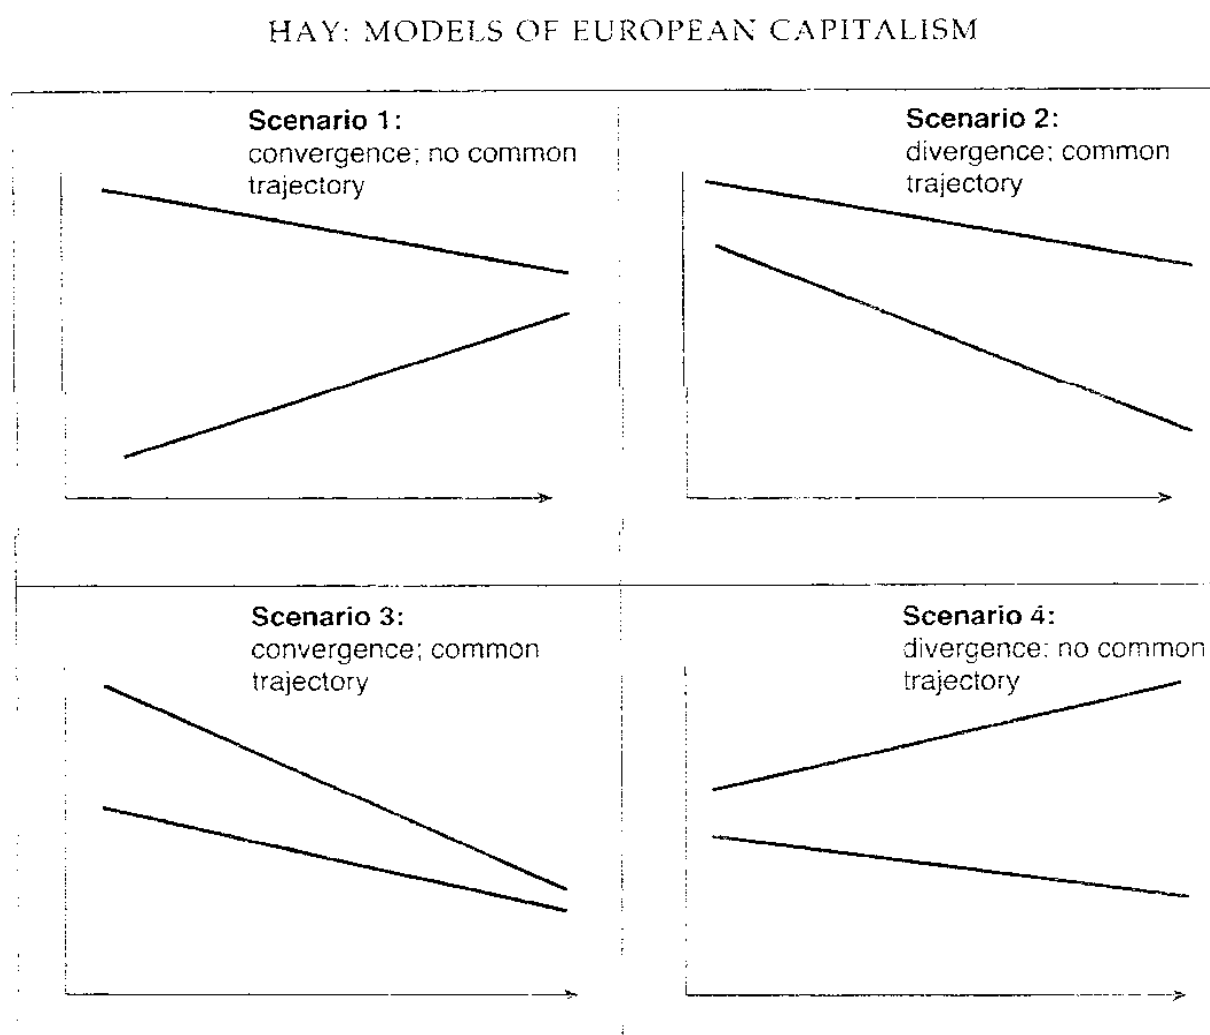 HAY: MODELS OF EUROPEAN CAPITALISM
Scenario 1:
convergence; no common
trajectory
Scenario 2:
divergence; common
trajectory
Scenario 3:
convergence; common
trajectory
Scenario 4:
divergence; no common
trajectory